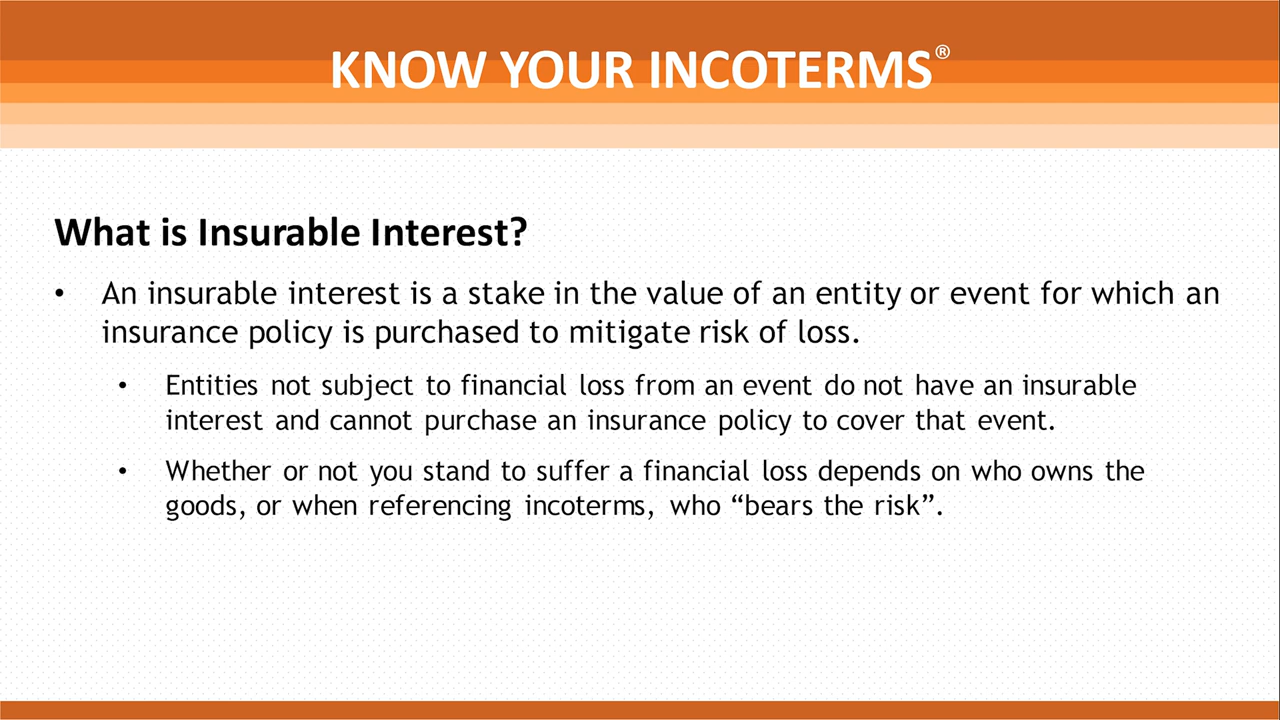 KNOW YOUR INCOTERMS®
What is Insurable Interest?
• An insurable interest is a stake in the value of an entity or event for which an
insurance policy is purchased to mitigate risk of loss.
• Entities not subject to financial loss from an event do not have an insurable
interest and cannot purchase an insurance policy to cover that event.
• Whether or not you stand to suffer a financial loss depends on who owns the
goods, or when referencing incoterms, who “bears the risk”.